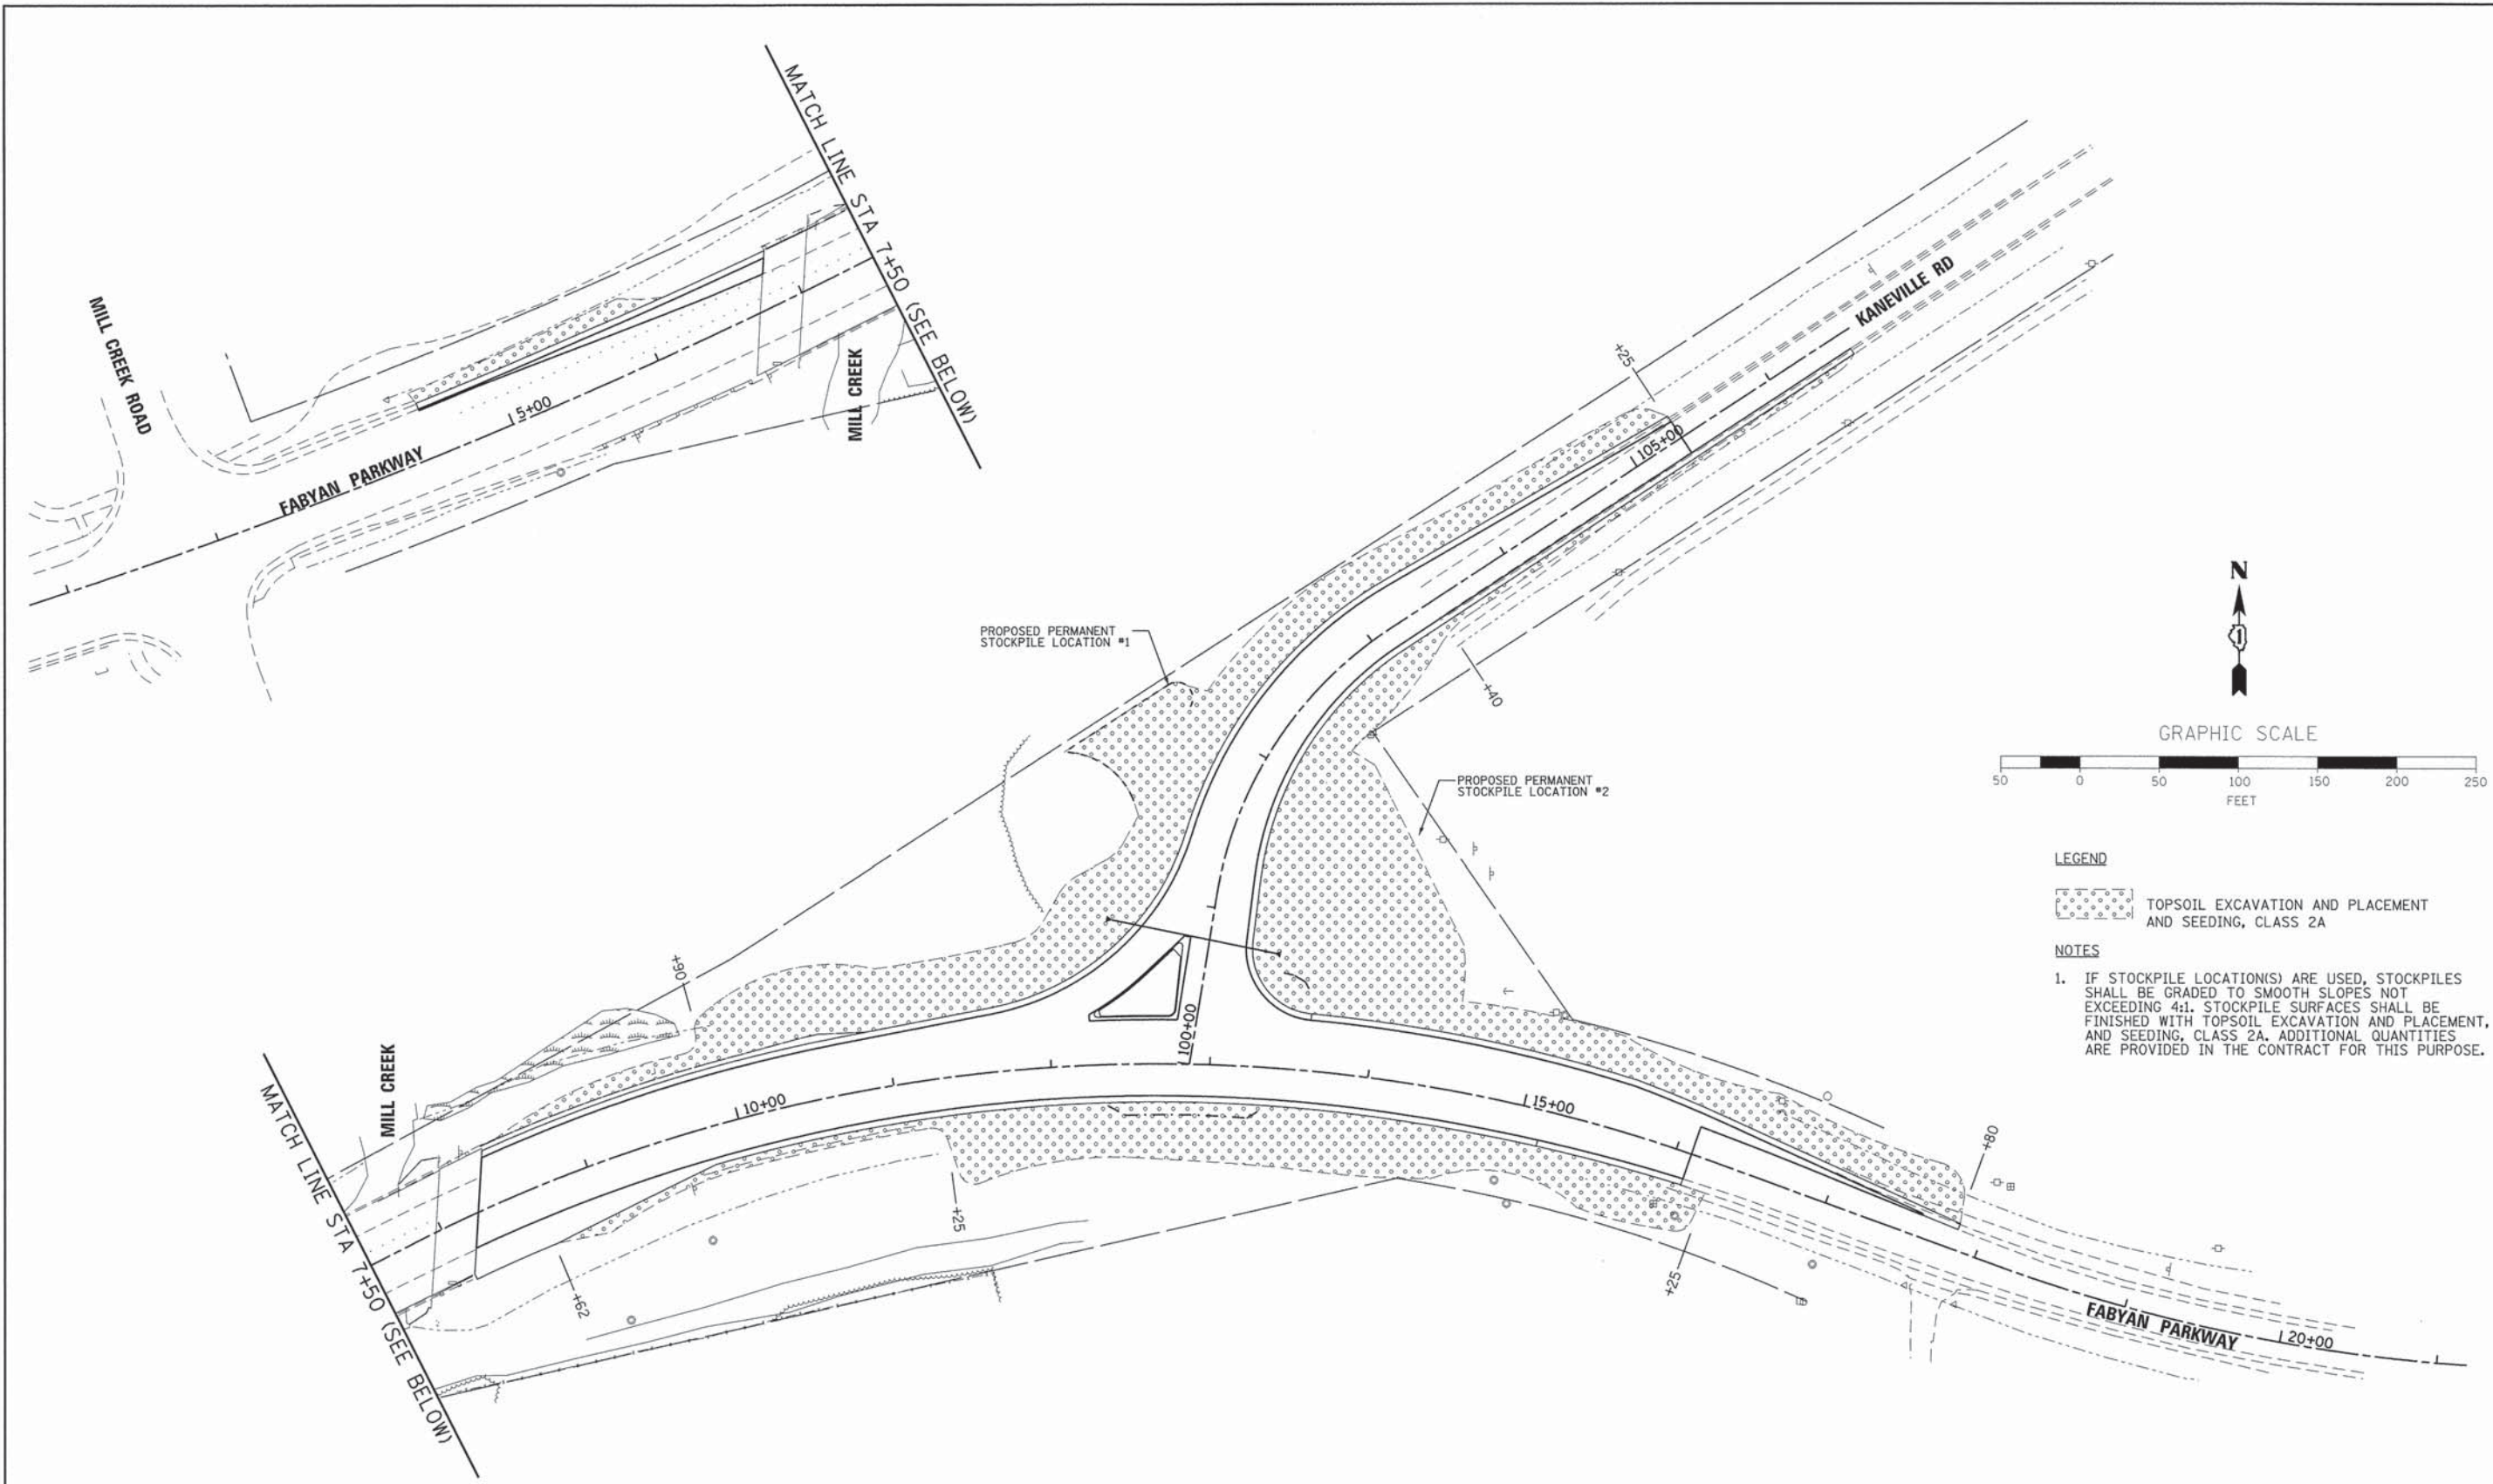 MATCH LINE STA 7+50 (SEE BELOW)
MILL CREEK ROAD
5+00
FABYAN PARKWAY
MILL CREEK
KANEVILLE RD
+25
105+00
PROPOSED PERMANENT
STOCKPILE LOCATION #1
+40
PROPOSED PERMANENT
STOCKPILE LOCATION #2
N
1
GRAPHIC SCALE
50 0 50 100 150 200 250
FEET
LEGEND
TOPSOIL EXCAVATION AND PLACEMENT
AND SEEDING, CLASS 2A
NOTES
1. IF STOCKPILE LOCATION(S) ARE USED, STOCKPILES
SHALL BE GRADED TO SMOOTH SLOPES NOT
EXCEEDING 4:1. STOCKPILE SURFACES SHALL BE
FINISHED WITH TOPSOIL EXCAVATION AND PLACEMENT,
AND SEEDING, CLASS 2A. ADDITIONAL QUANTITIES
ARE PROVIDED IN THE CONTRACT FOR THIS PURPOSE.
+90
100+00
MILL CREEK
MATCH LINE STA 7+50 (SEE BELOW)
10+00
15+00
+80
+25
+62
+25
FABYAN PARKWAY
20+00